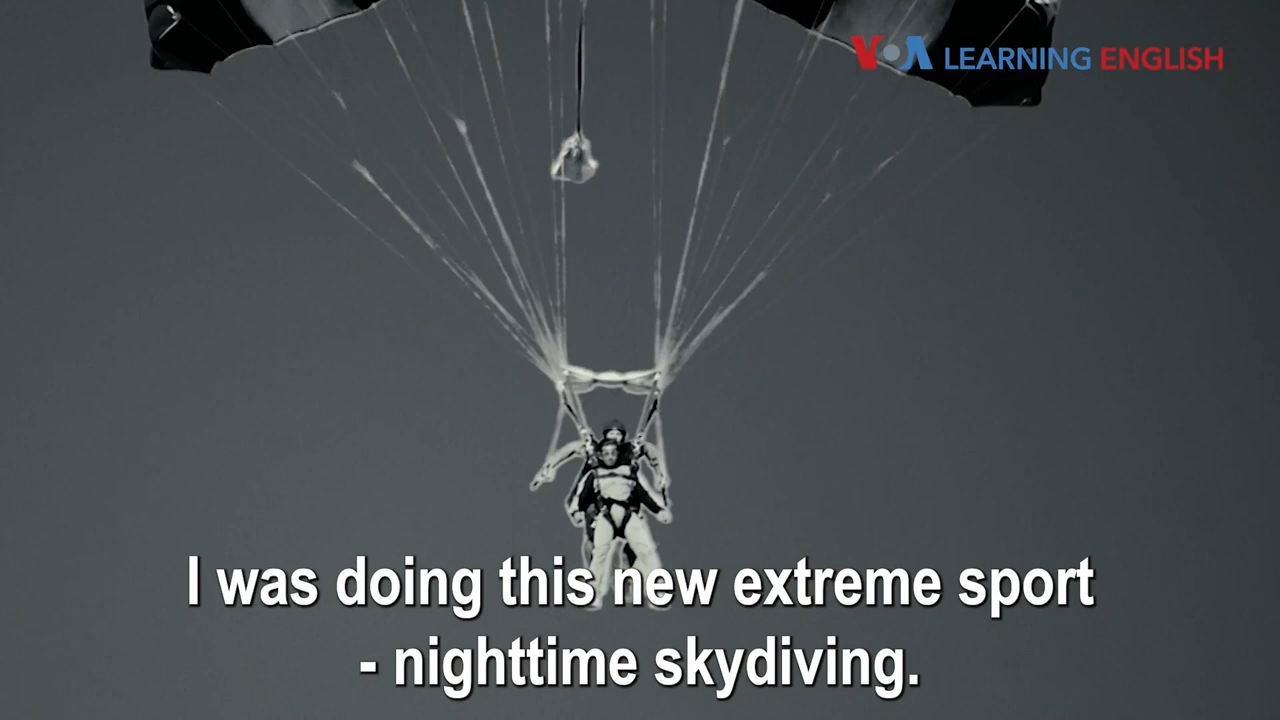 VOA LEARNING ENGLISH
I was doing this new extreme sport
- nighttime skydiving.